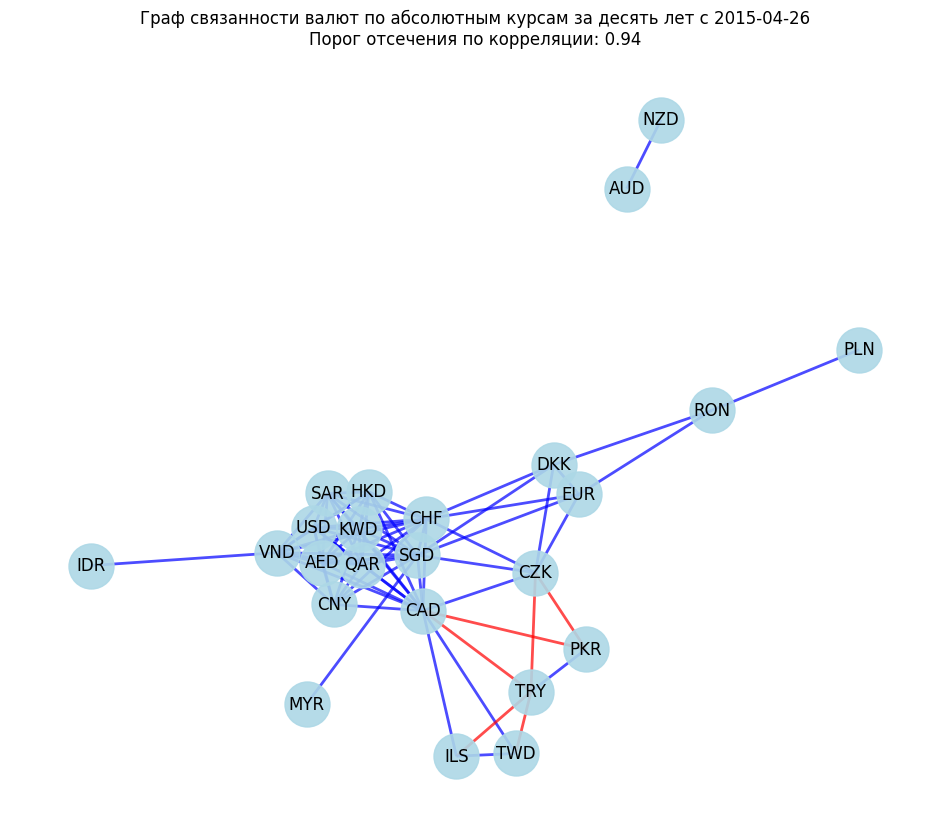 Граф связанности валют по абсолютным курсам за десять лет с 2015-04-26
Порог отсечения по корреляции: 0.94
NZD
AUD
PLN
RON
DKK
EUR
SAR
HKD
CHF
USD
KWD
VND
AED
QAR
SGD
IDR
CZK
CNY
CAD
PKR
TRY
MYR
ILS
TWD